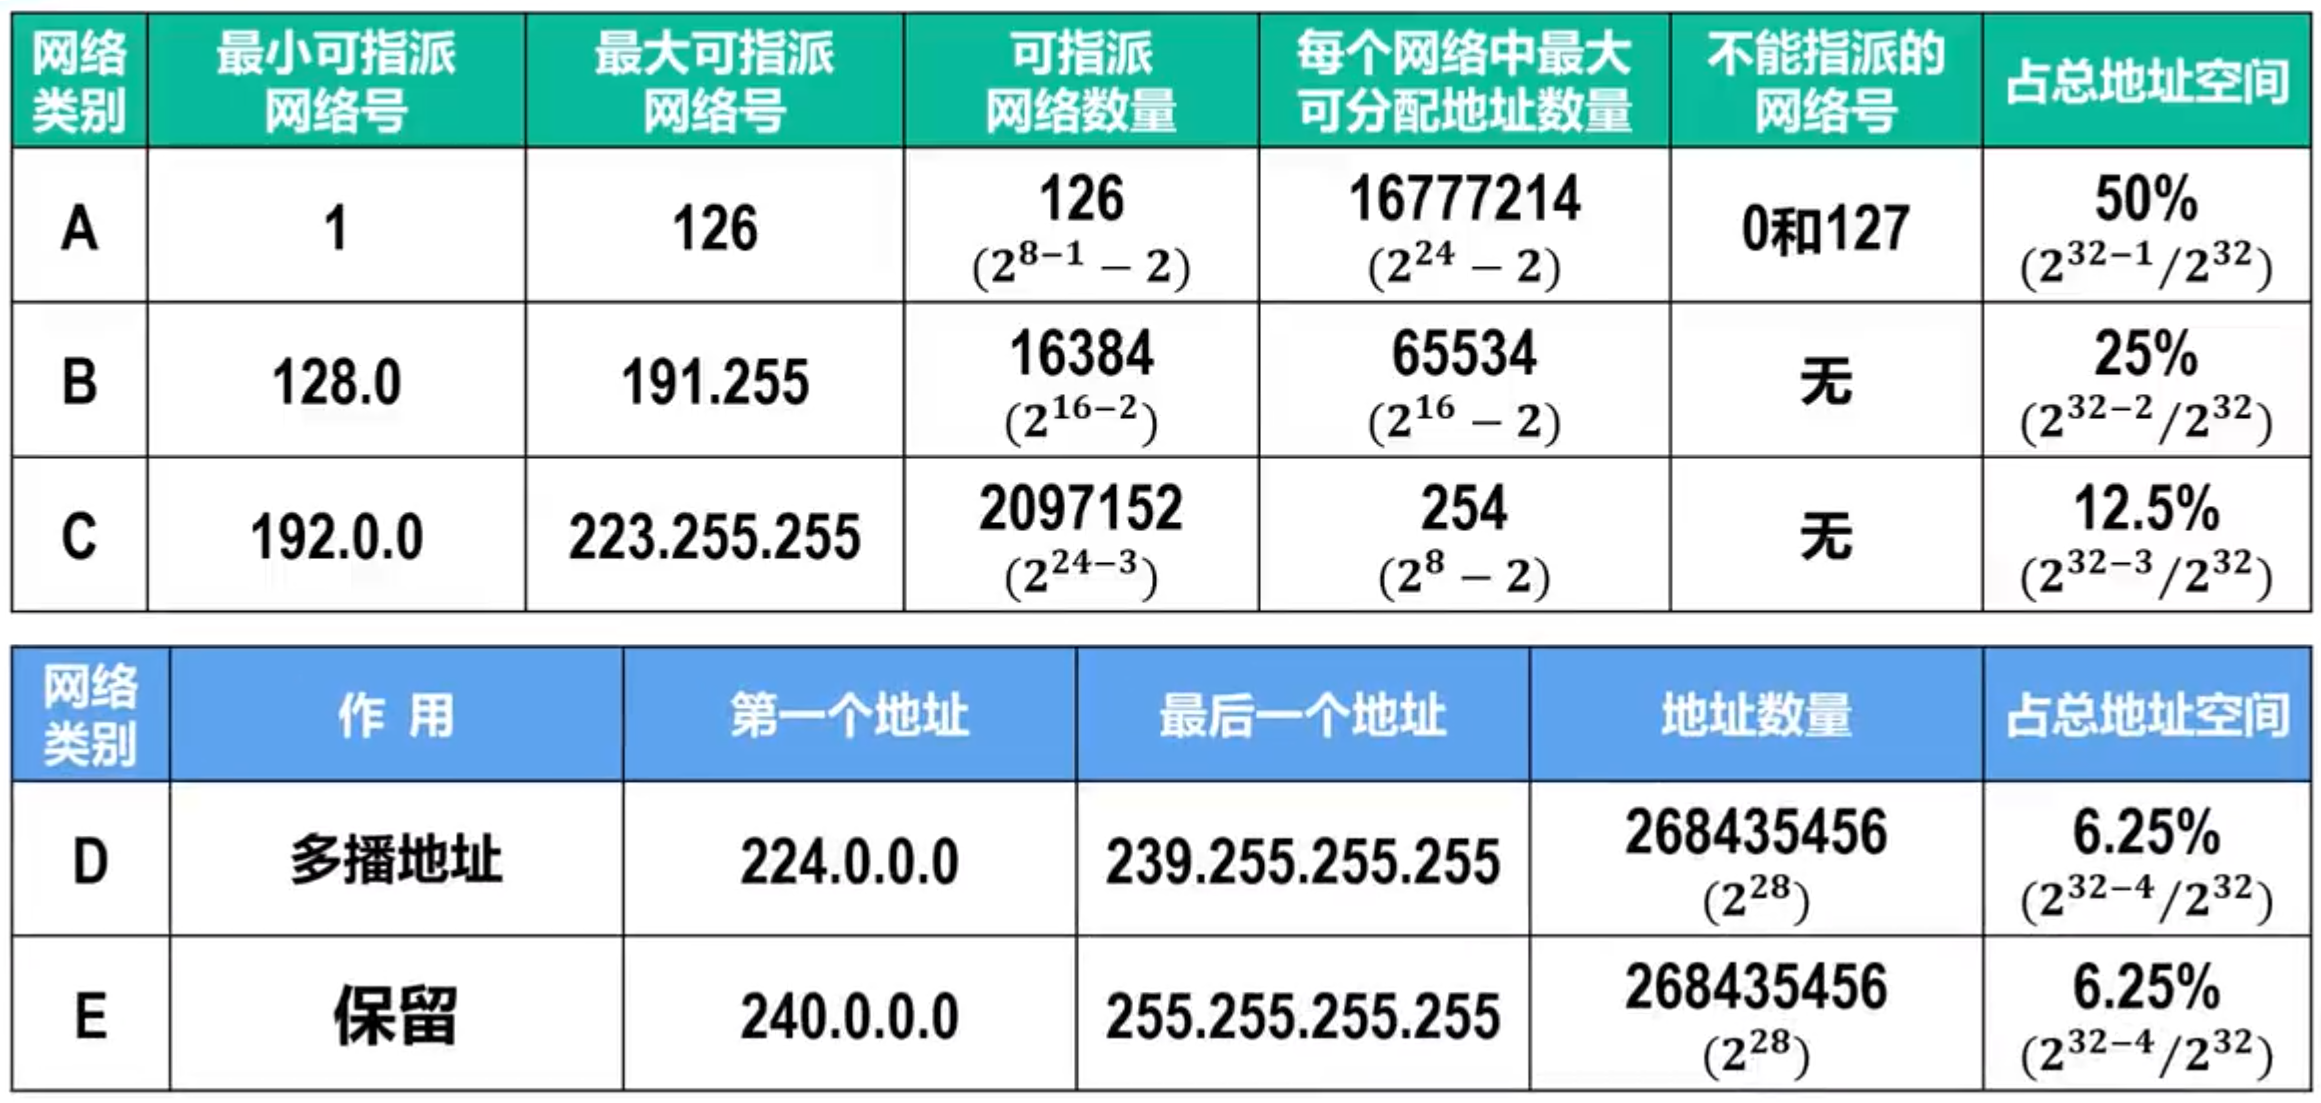 网络类别 最小可指派网络号 最大可指派网络号 可指派网络数量 每个网络中最大可分配地址数量 不能指派的网络号 占总地址空间
A 1 126 126 (2^{8−1} − 2) 16777214 (2^{24} − 2) 0和127 50% (2^{32−1}/2^{32})
B 128.0 191.255 16384 (2^{16−2}) 65534 (2^{16} − 2) 无 25% (2^{32−2}/2^{32})
C 192.0.0 223.255.255 2097152 (2^{24−3}) 254 (2^{8} − 2) 无 12.5% (2^{32−3}/2^{32})
网络类别 作 用 第一个地址 最后一个地址 地址数量 占总地址空间
D 多播地址 224.0.0.0 239.255.255.255 268435456 (2^{28}) 6.25% (2^{32−4}/2^{32})
E 保留 240.0.0.0 255.255.255.255 268435456 (2^{28}) 6.25% (2^{32−4}/2^{32})